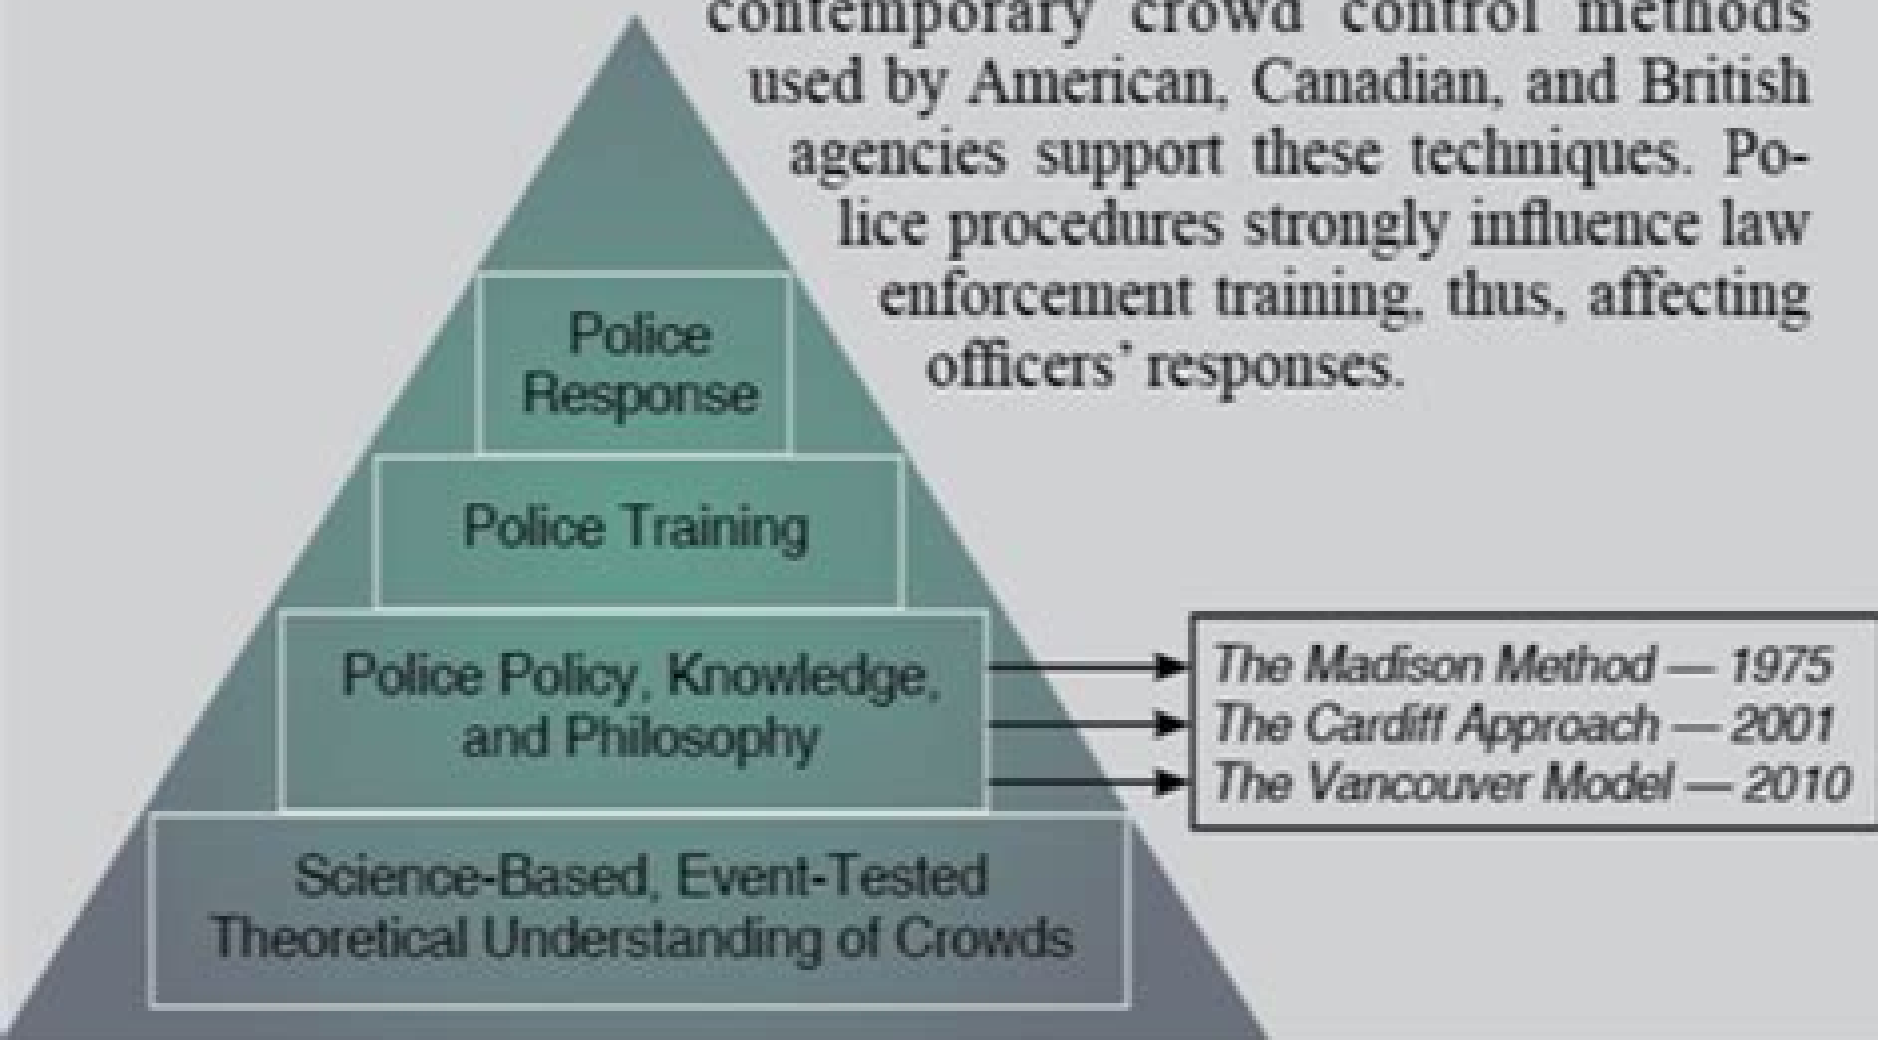 contemporary crowd control methods
used by American, Canadian, and British
agencies support these techniques. Po-
lice procedures strongly influence law
enforcement training, thus, affecting
officers' responses.
Police
Response
Police Training
Police Policy, Knowledge,
and Philosophy
The Madison Method — 1975
The Cardiff Approach — 2001
The Vancouver Model — 2010
Science-Based, Event-Tested
Theoretical Understanding of Crowds